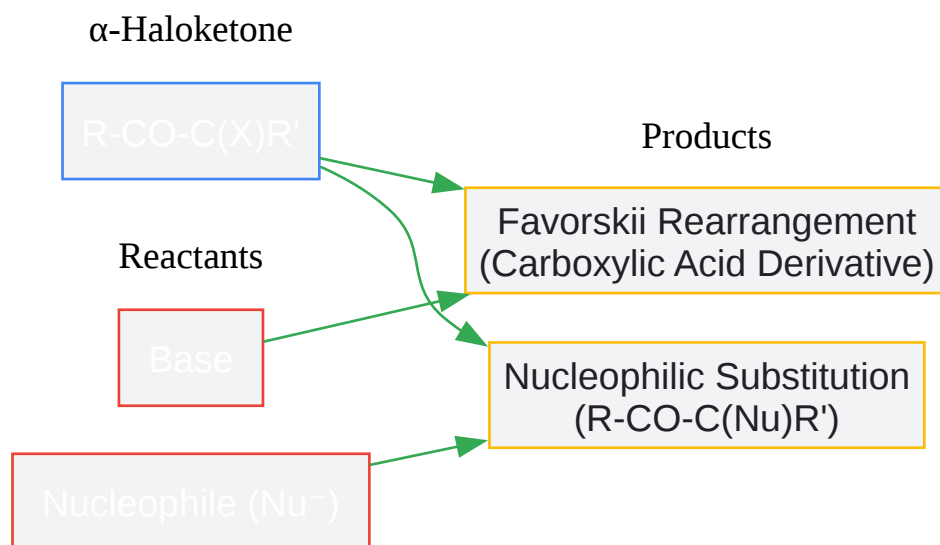 α-Haloketone
R-CO-C(X)R'
Products
Favorskii Rearrangement
(Carboxylic Acid Derivative)
Reactants
Base
Nucleophilic Substitution
(R-CO-C(Nu)R')
Nucleophile (Nu⁻)